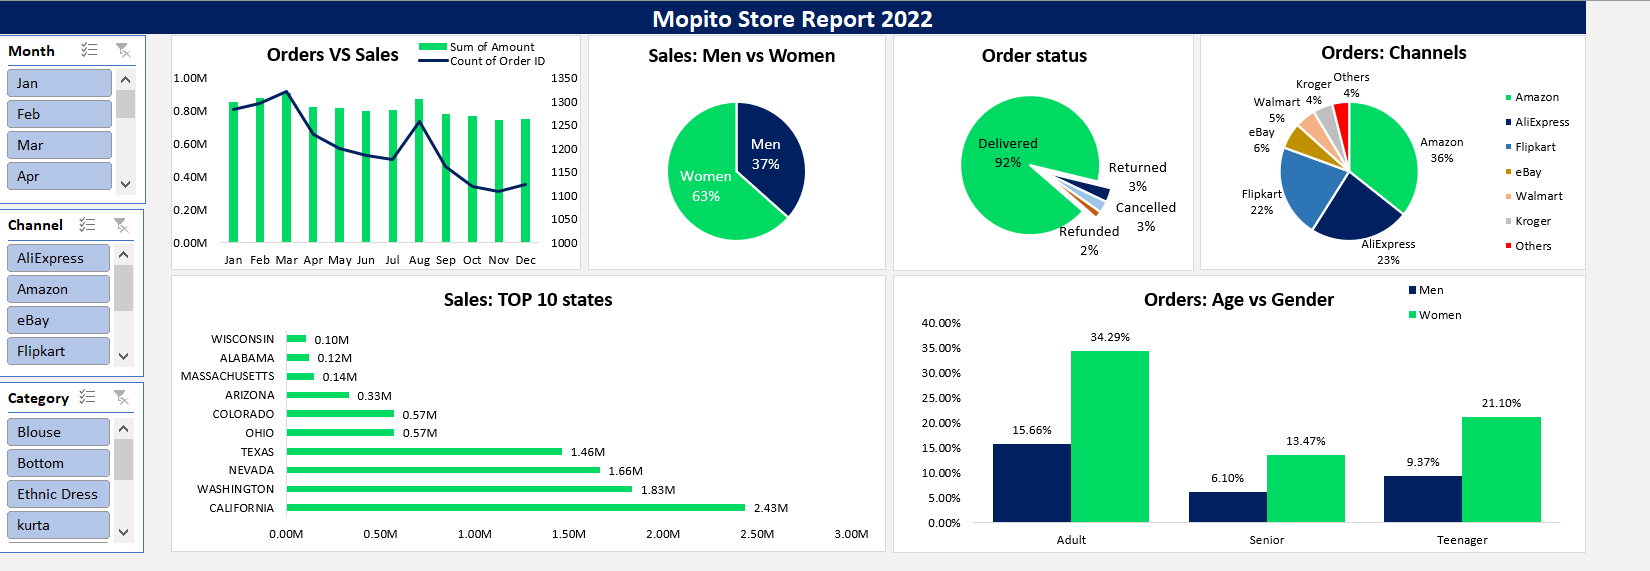 Mopito Store Report 2022
Month
Jan
Feb
Mar
Apr
Channel
AliExpress
Amazon
eBay
Flipkart
Category
Blouse
Bottom
Ethnic Dress
kurta
Orders VS Sales
Sum of Amount
Count of Order ID
1.00M
0.80M
0.60M
0.40M
0.20M
0.00M
1350
1300
1250
1200
1150
1100
1050
1000
Jan Feb Mar Apr May Jun Jul Aug Sep Oct Nov Dec
Sales: Men vs Women
Men
37%
Women
63%
Order status
Delivered
92%
Returned
3%
Cancelled
3%
Refunded
2%
Orders: Channels
Others
4%
Kroger
4%
Walmart
5%
eBay
6%
Flipkart
22%
AliExpress
23%
Amazon
36%
Amazon
AliExpress
Flipkart
eBay
Walmart
Kroger
Others
Sales: TOP 10 states
WISCONSIN 0.10M
ALABAMA 0.12M
MASSACHUSETTS 0.14M
ARIZONA 0.33M
COLORADO 0.57M
OHIO 0.57M
TEXAS 1.46M
NEVADA 1.66M
WASHINGTON 1.83M
CALIFORNIA 2.43M
0.00M 0.50M 1.00M 1.50M 2.00M 2.50M 3.00M
Orders: Age vs Gender
Men
Women
40.00%
35.00%
30.00%
25.00%
20.00%
15.00%
10.00%
5.00%
0.00%
15.66%
34.29%
6.10%
13.47%
9.37%
21.10%
Adult Senior Teenager